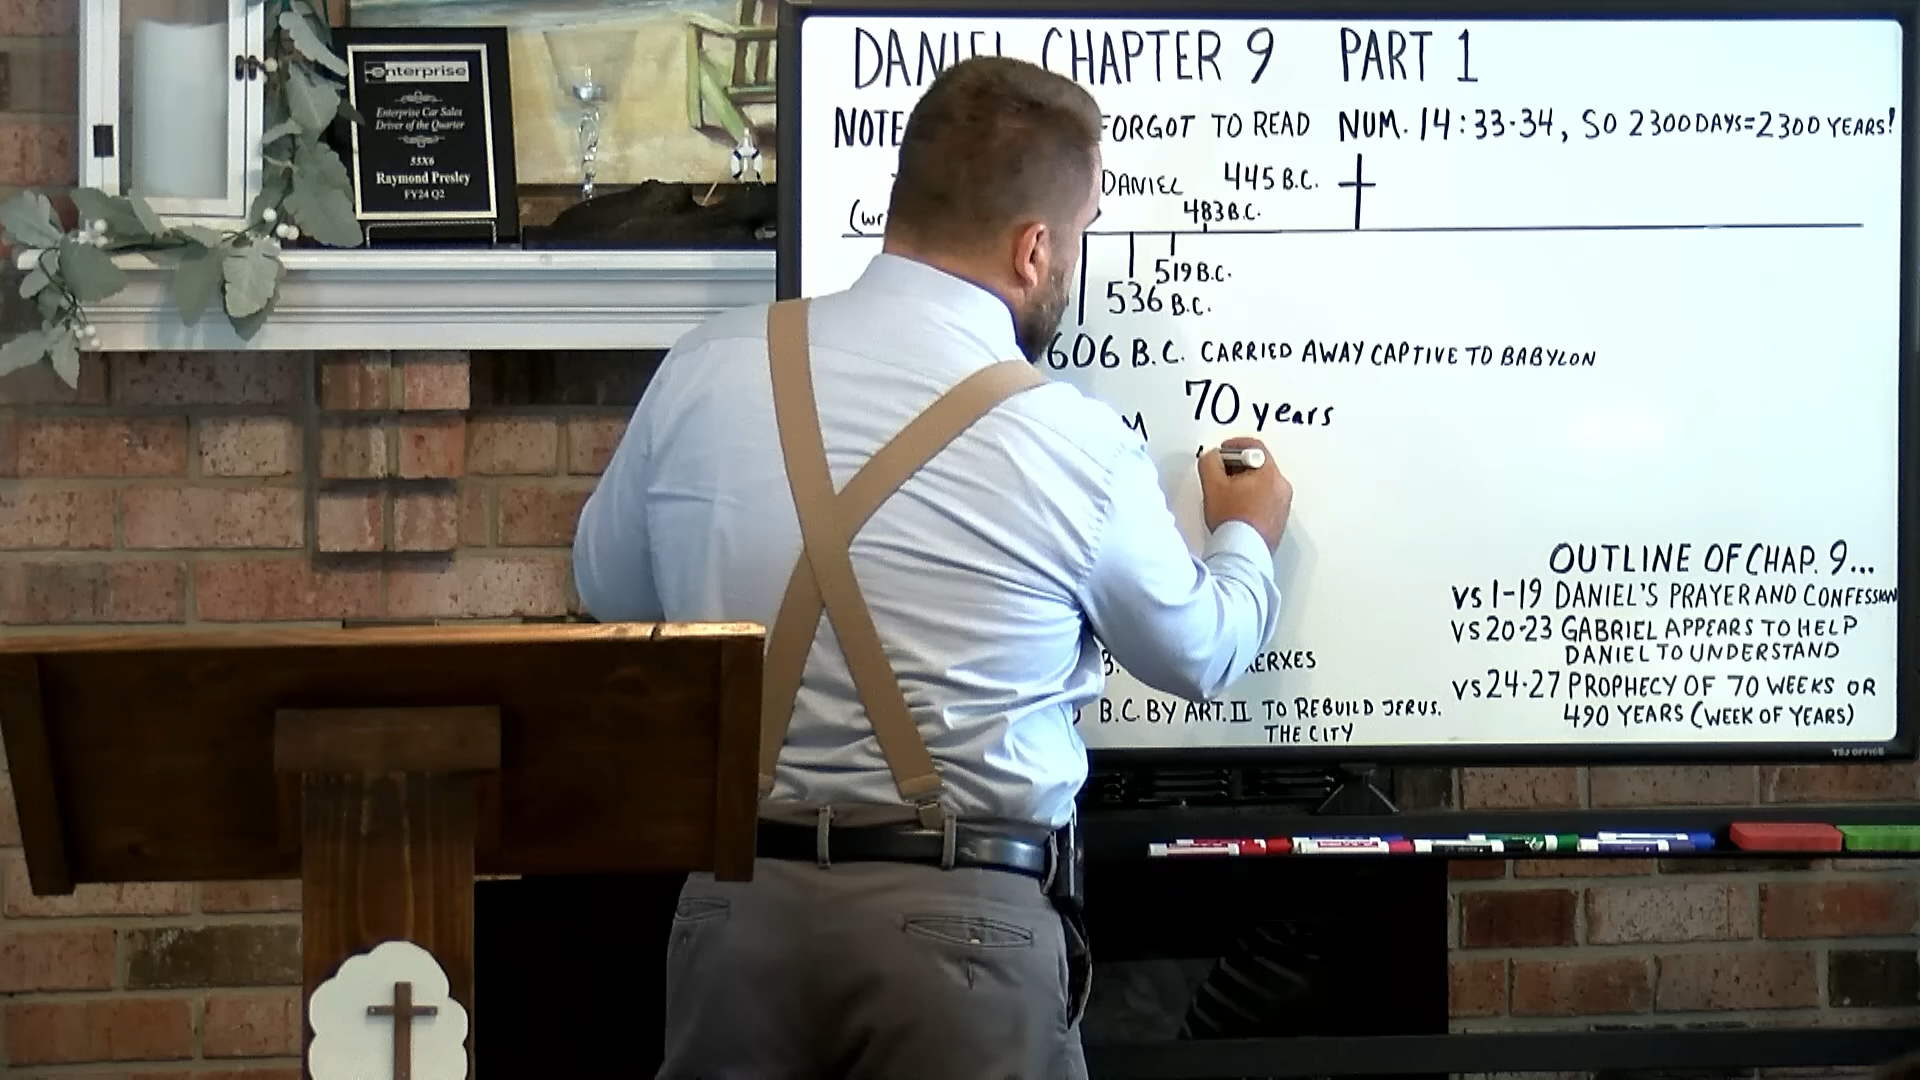 enterprise
Enterprise Car Sales
Driver of the Quarter
53X6
Raymond Presley
FY24 Q2
DANIEL CHAPTER 9 PART 1
NOTE FORGOT TO READ NUM. 14:33-34, SO 2300 DAYS=2300 YEARS!
DANIEL 445 B.C.
483 B.C.
519 B.C.
536 B.C.
606 B.C. CARRIED AWAY CAPTIVE TO BABYLON
70 years
OUTLINE OF CHAP. 9...
VS 1-19 DANIEL'S PRAYER AND CONFESSION
VS 20-23 GABRIEL APPEARS TO HELP
DANIEL TO UNDERSTAND
VS 24-27 PROPHECY OF 70 WEEKS OR
490 YEARS (WEEK OF YEARS)
B.C. BY ART. II TO REBUILD JERUS.
THE CITY